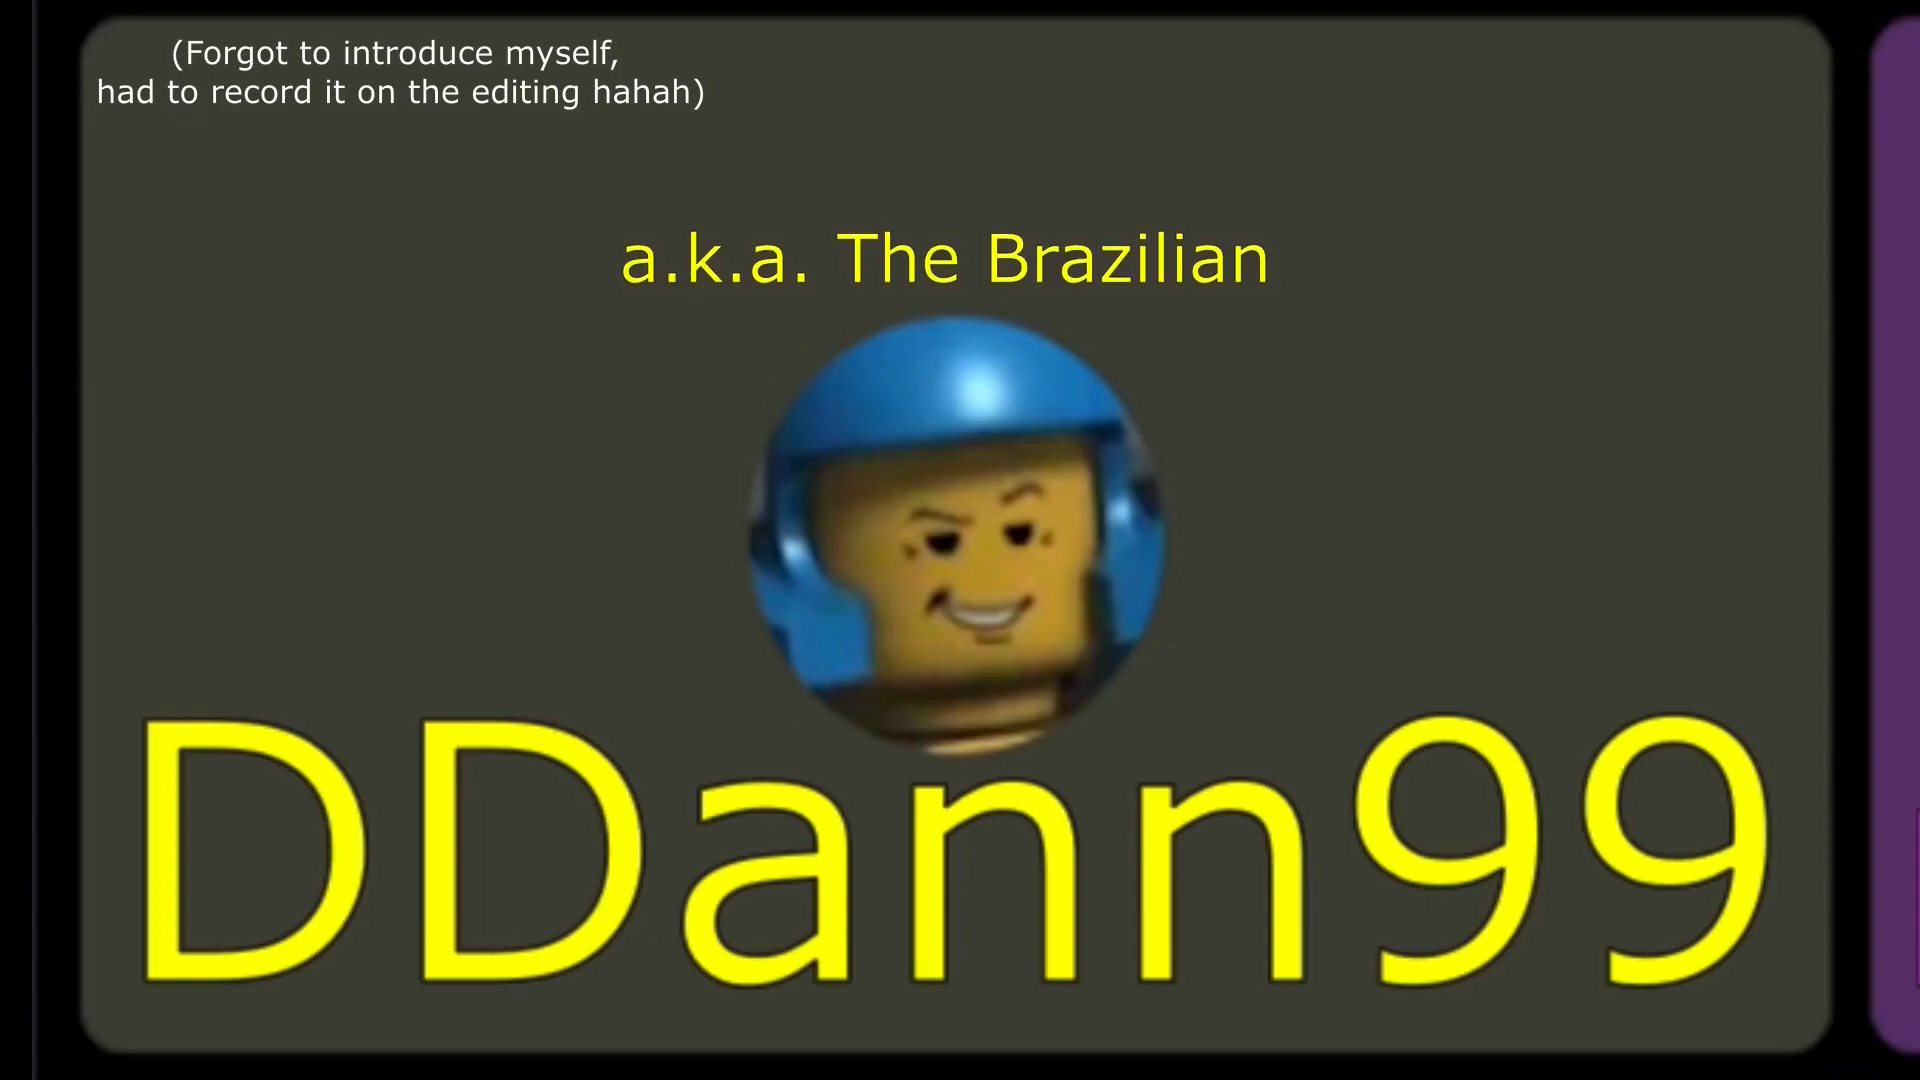 (Forgot to introduce myself,
had to record it on the editing hahah)
a.k.a. The Brazilian
DDann99